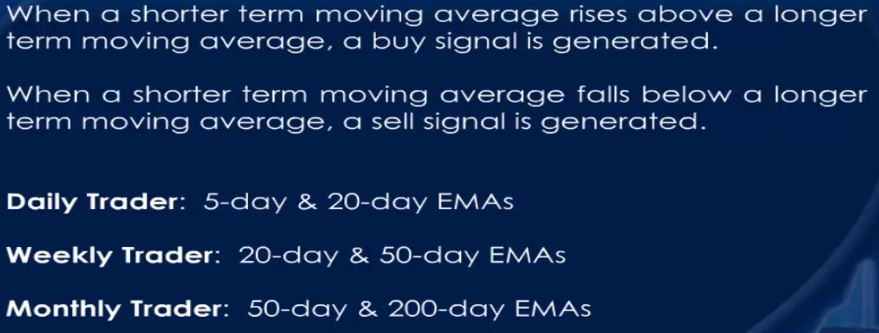 When a shorter term moving average rises above a longer
term moving average, a buy signal is generated.
When a shorter term moving average falls below a longer
term moving average, a sell signal is generated.
Daily Trader: 5-day & 20-day EMAs
Weekly Trader: 20-day & 50-day EMAs
Monthly Trader: 50-day & 200-day EMAs